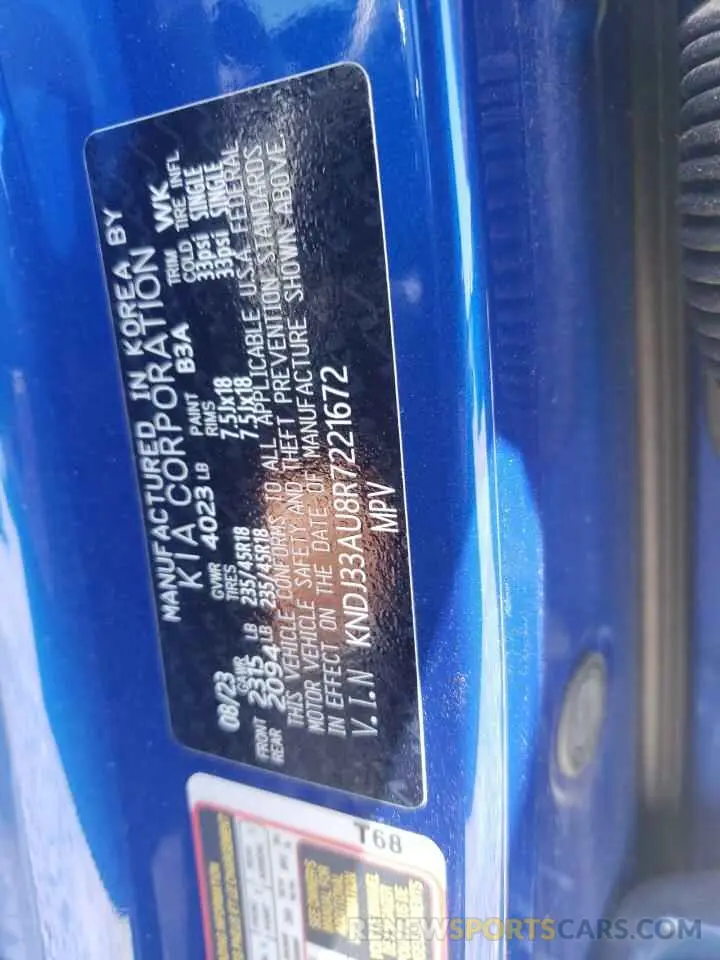 MANUFACTURED IN KOREA BY
KIA CORPORATION
08/23 GVWR 4023 LB PAINT B3A TRIM WK
GAWR TIRES RIMS COLD TIRE INFL
FRONT 2315 LB 235/45R18 7.5Jx18 33psi SINGLE
REAR 2094 LB 235/45R18 7.5Jx18 33psi SINGLE
THIS VEHICLE CONFORMS TO ALL APPLICABLE U.S.A. FEDERAL
MOTOR VEHICLE SAFETY AND THEFT PREVENTION STANDARDS
IN EFFECT ON THE DATE OF MANUFACTURE SHOWN ABOVE.
V.I.N KNDJ33AU8R7221672
MPV
T68
RENEWSPORTSCARS.COM